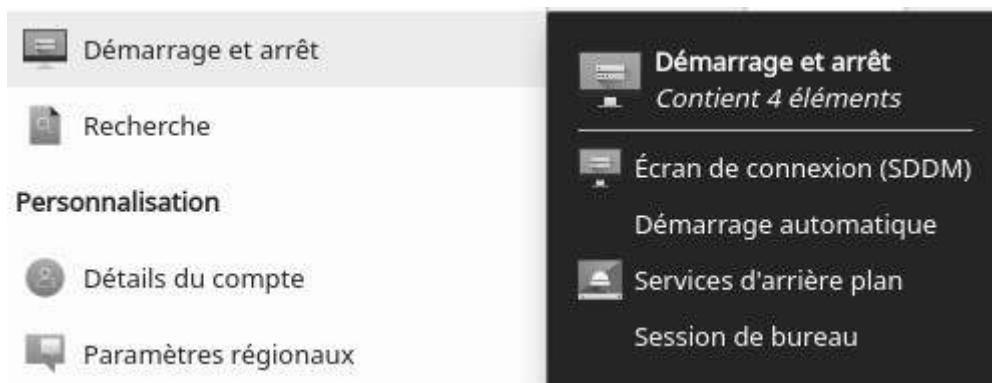 Démarrage et arrêt
Recherche
Personnalisation
Détails du compte
Paramètres régionaux
Démarrage et arrêt
Contient 4 éléments
Écran de connexion (SDDM)
Démarrage automatique
Services d'arrière plan
Session de bureau